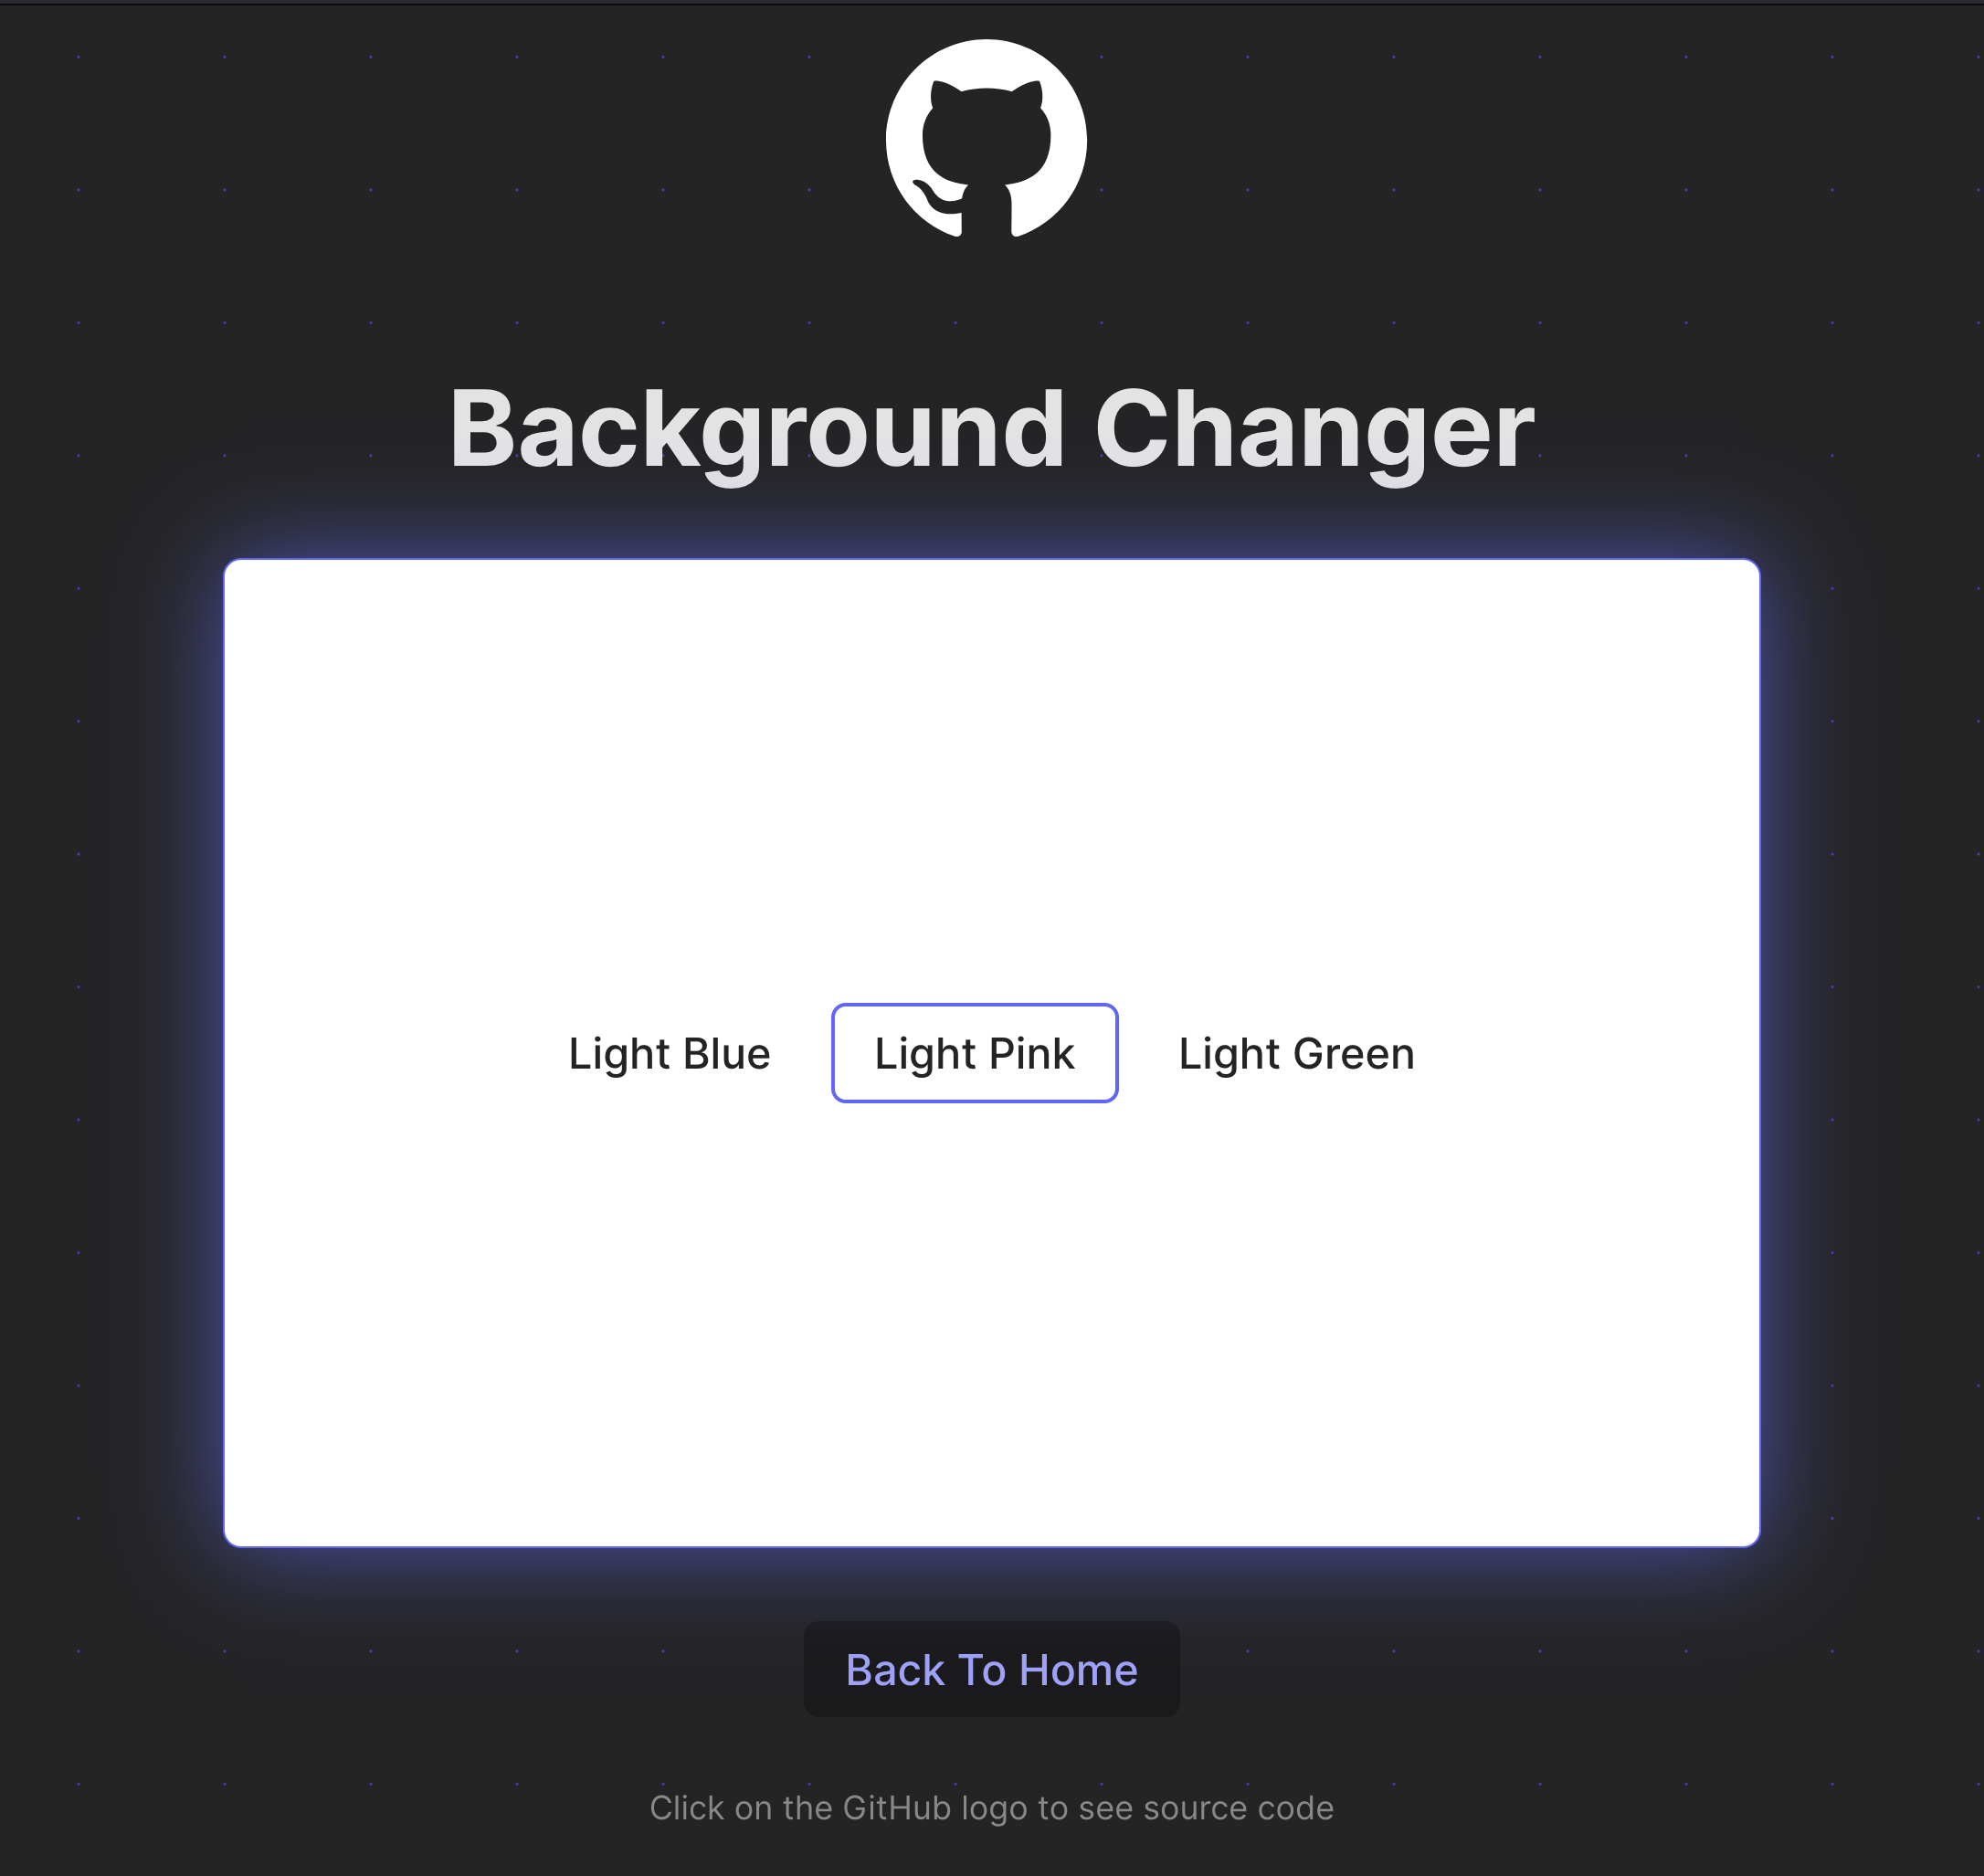 Background Changer
Light Blue
Light Pink
Light Green
Back To Home
Click on the GitHub logo to see source code